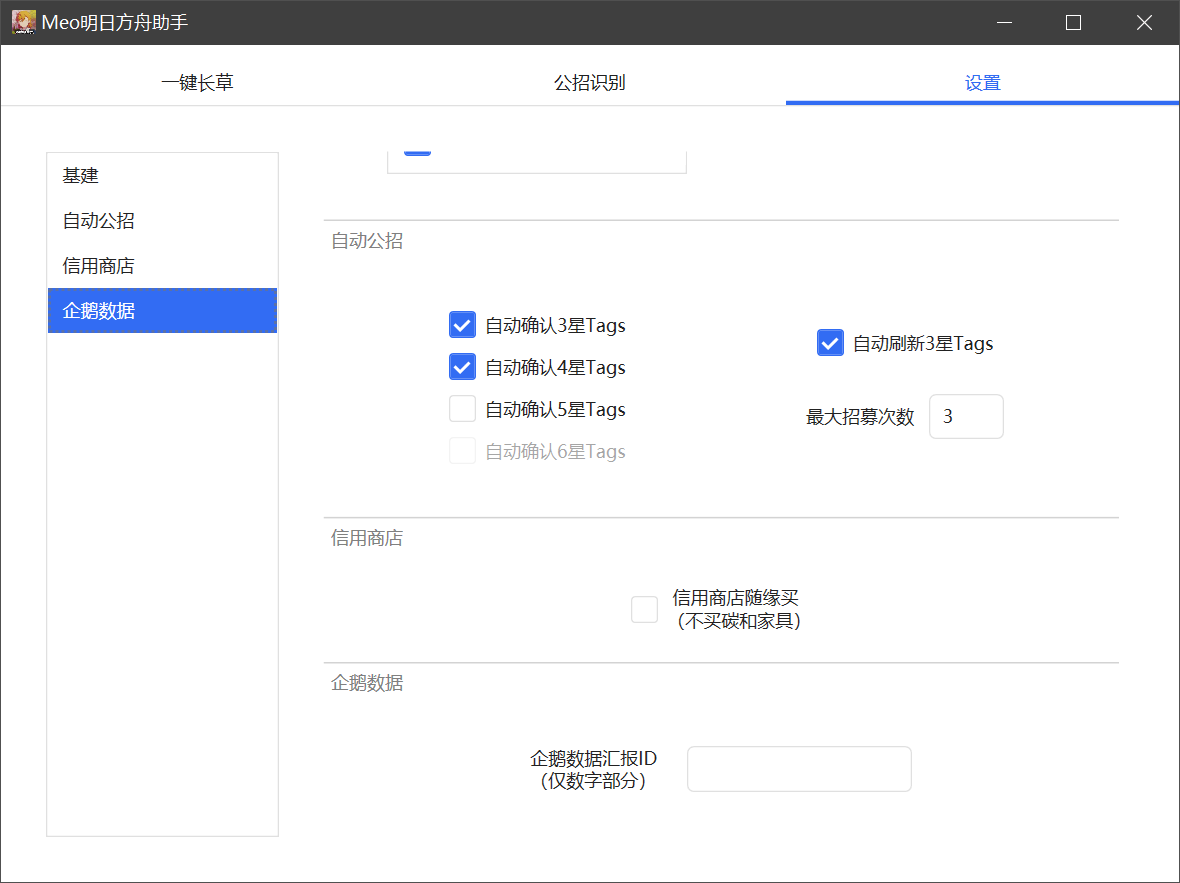 Meo明日方舟助手
一键长草
公招识别
设置
基建
自动公招
信用商店
企鹅数据
自动公招
自动确认3星Tags
自动确认4星Tags
自动确认5星Tags
自动确认6星Tags
自动刷新3星Tags
最大招募次数 3
信用商店
信用商店随缘买
（不买碳和家具）
企鹅数据
企鹅数据汇报ID
（仅数字部分）